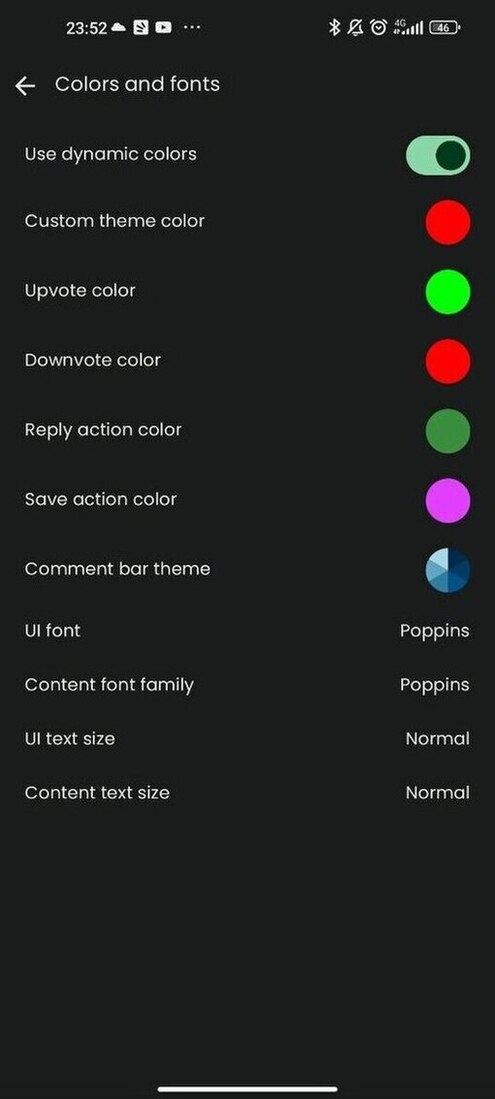 23:52 ... 4G 46
Colors and fonts
Use dynamic colors
Custom theme color
Upvote color
Downvote color
Reply action color
Save action color
Comment bar theme
UI font Poppins
Content font family Poppins
UI text size Normal
Content text size Normal